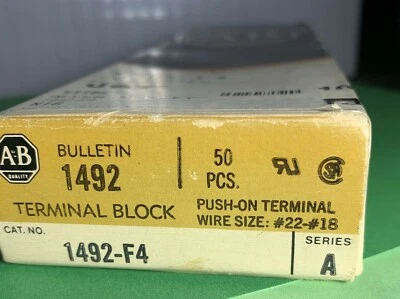 A-B
QUALITY
BULLETIN
1492
TERMINAL BLOCK
50
PCS.
PUSH-ON TERMINAL
WIRE SIZE: #22-#18
CAT. NO.
1492-F4
SERIES
A